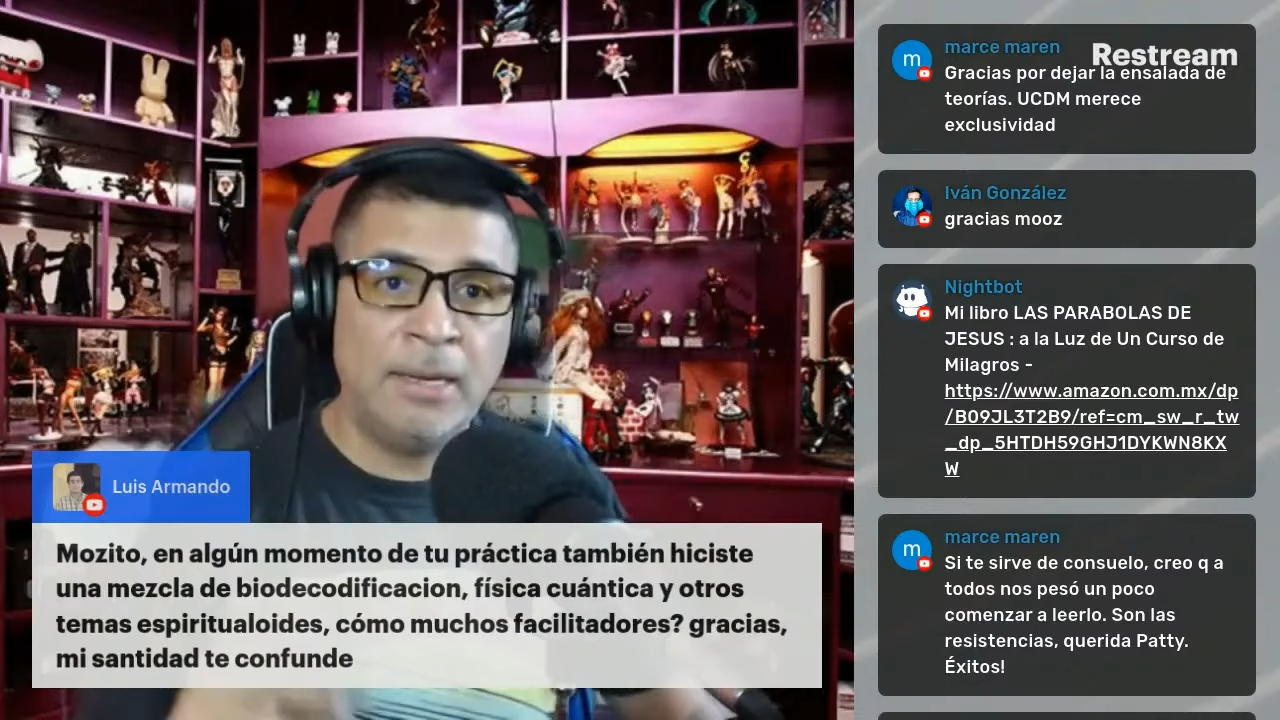 Luis Armando
Mozito, en algún momento de tu práctica también hiciste
una mezcla de biodecodificacion, física cuántica y otros
temas espiritualoides, cómo muchos facilitadores? gracias,
mi santidad te confunde
Restream
m
marce maren
Gracias por dejar la ensalada de
teorías. UCDM merece
exclusividad
Iván González
gracias mooz
Nightbot
Mi libro LAS PARABOLAS DE
JESUS : a la Luz de Un Curso de
Milagros -
https://www.amazon.com.mx/dp
/B09JL3T2B9/ref=cm_sw_r_tw
_dp_5HTDH59GHJ1DYKWN8KX
W
m
marce maren
Si te sirve de consuelo, creo q a
todos nos pesó un poco
comenzar a leerlo. Son las
resistencias, querida Patty.
Éxitos!